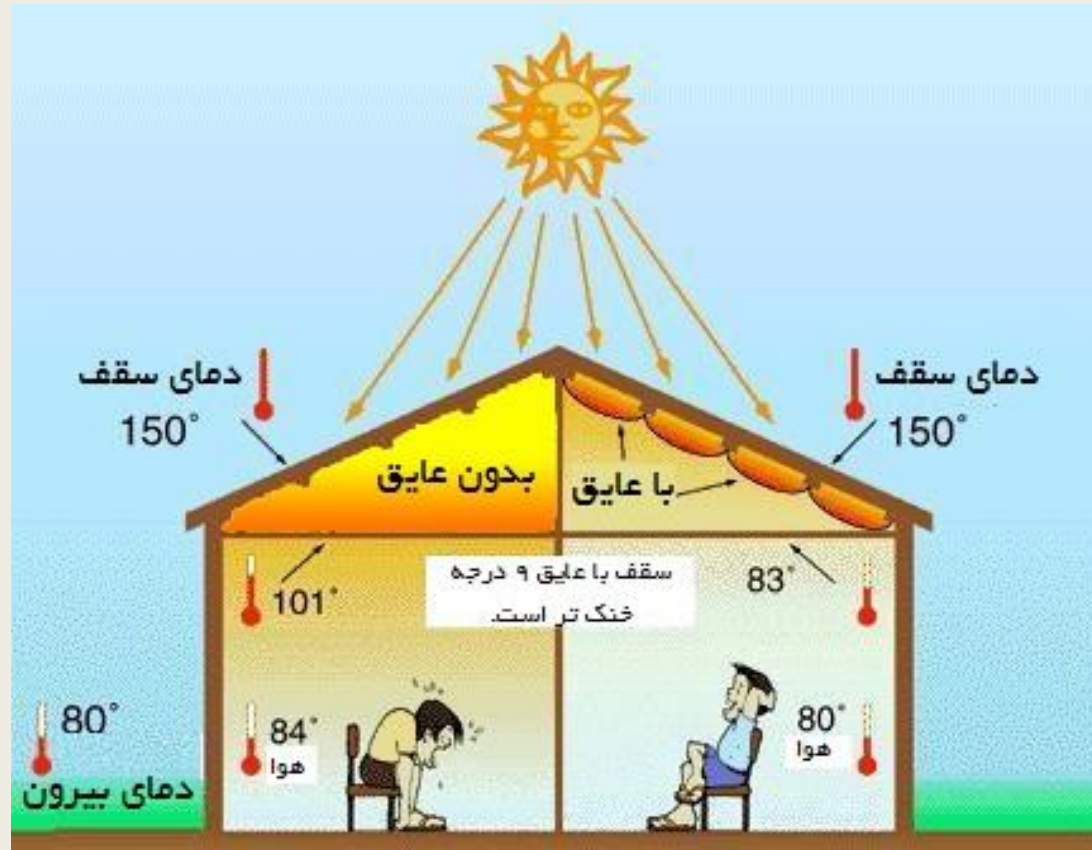 دمای سقف
150°
دمای سقف
150°
بدون عایق
با عایق
101°
سقف با عایق ۹ درجه
خنک تر است.
83°
80°
دمای بیرون
84°
هوا
80°
هوا